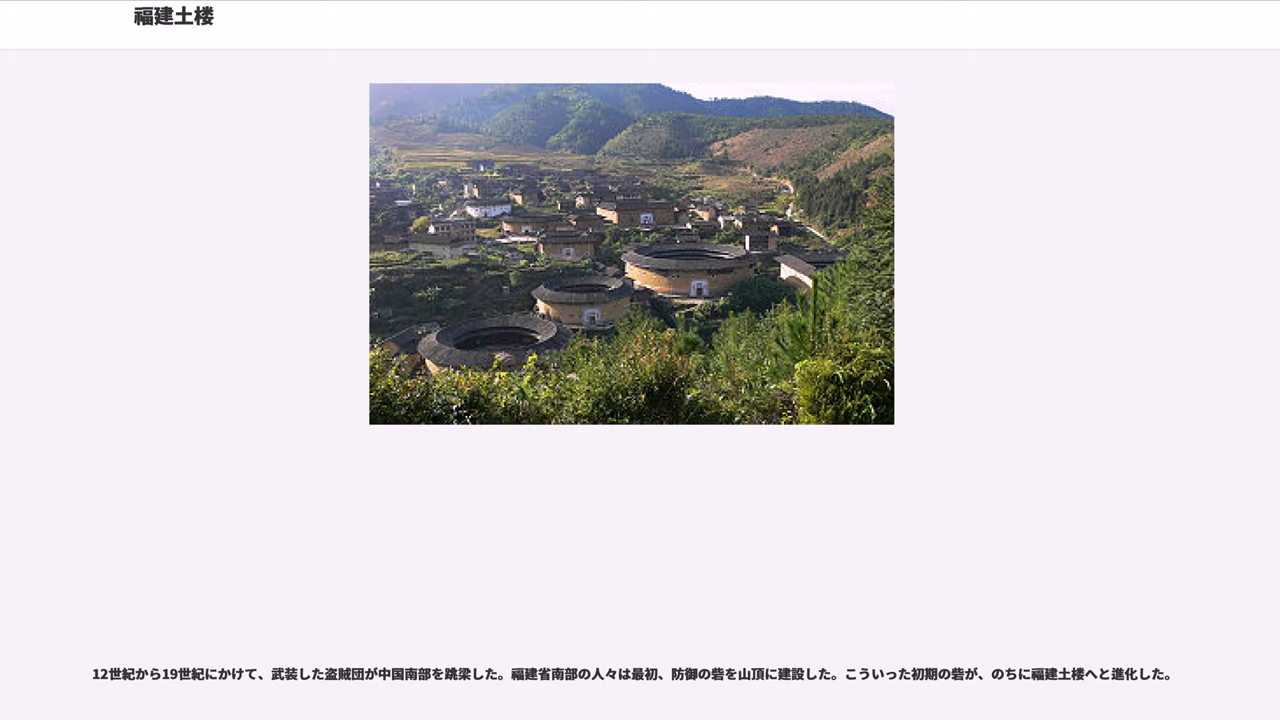 福建土楼
12世紀から19世紀にかけて、武装した盗賊団が中国南部を跳梁した。福建省南部の人々は最初、防御の砦を山頂に建設した。こういった初期の砦が、のちに福建土楼へと進化した。